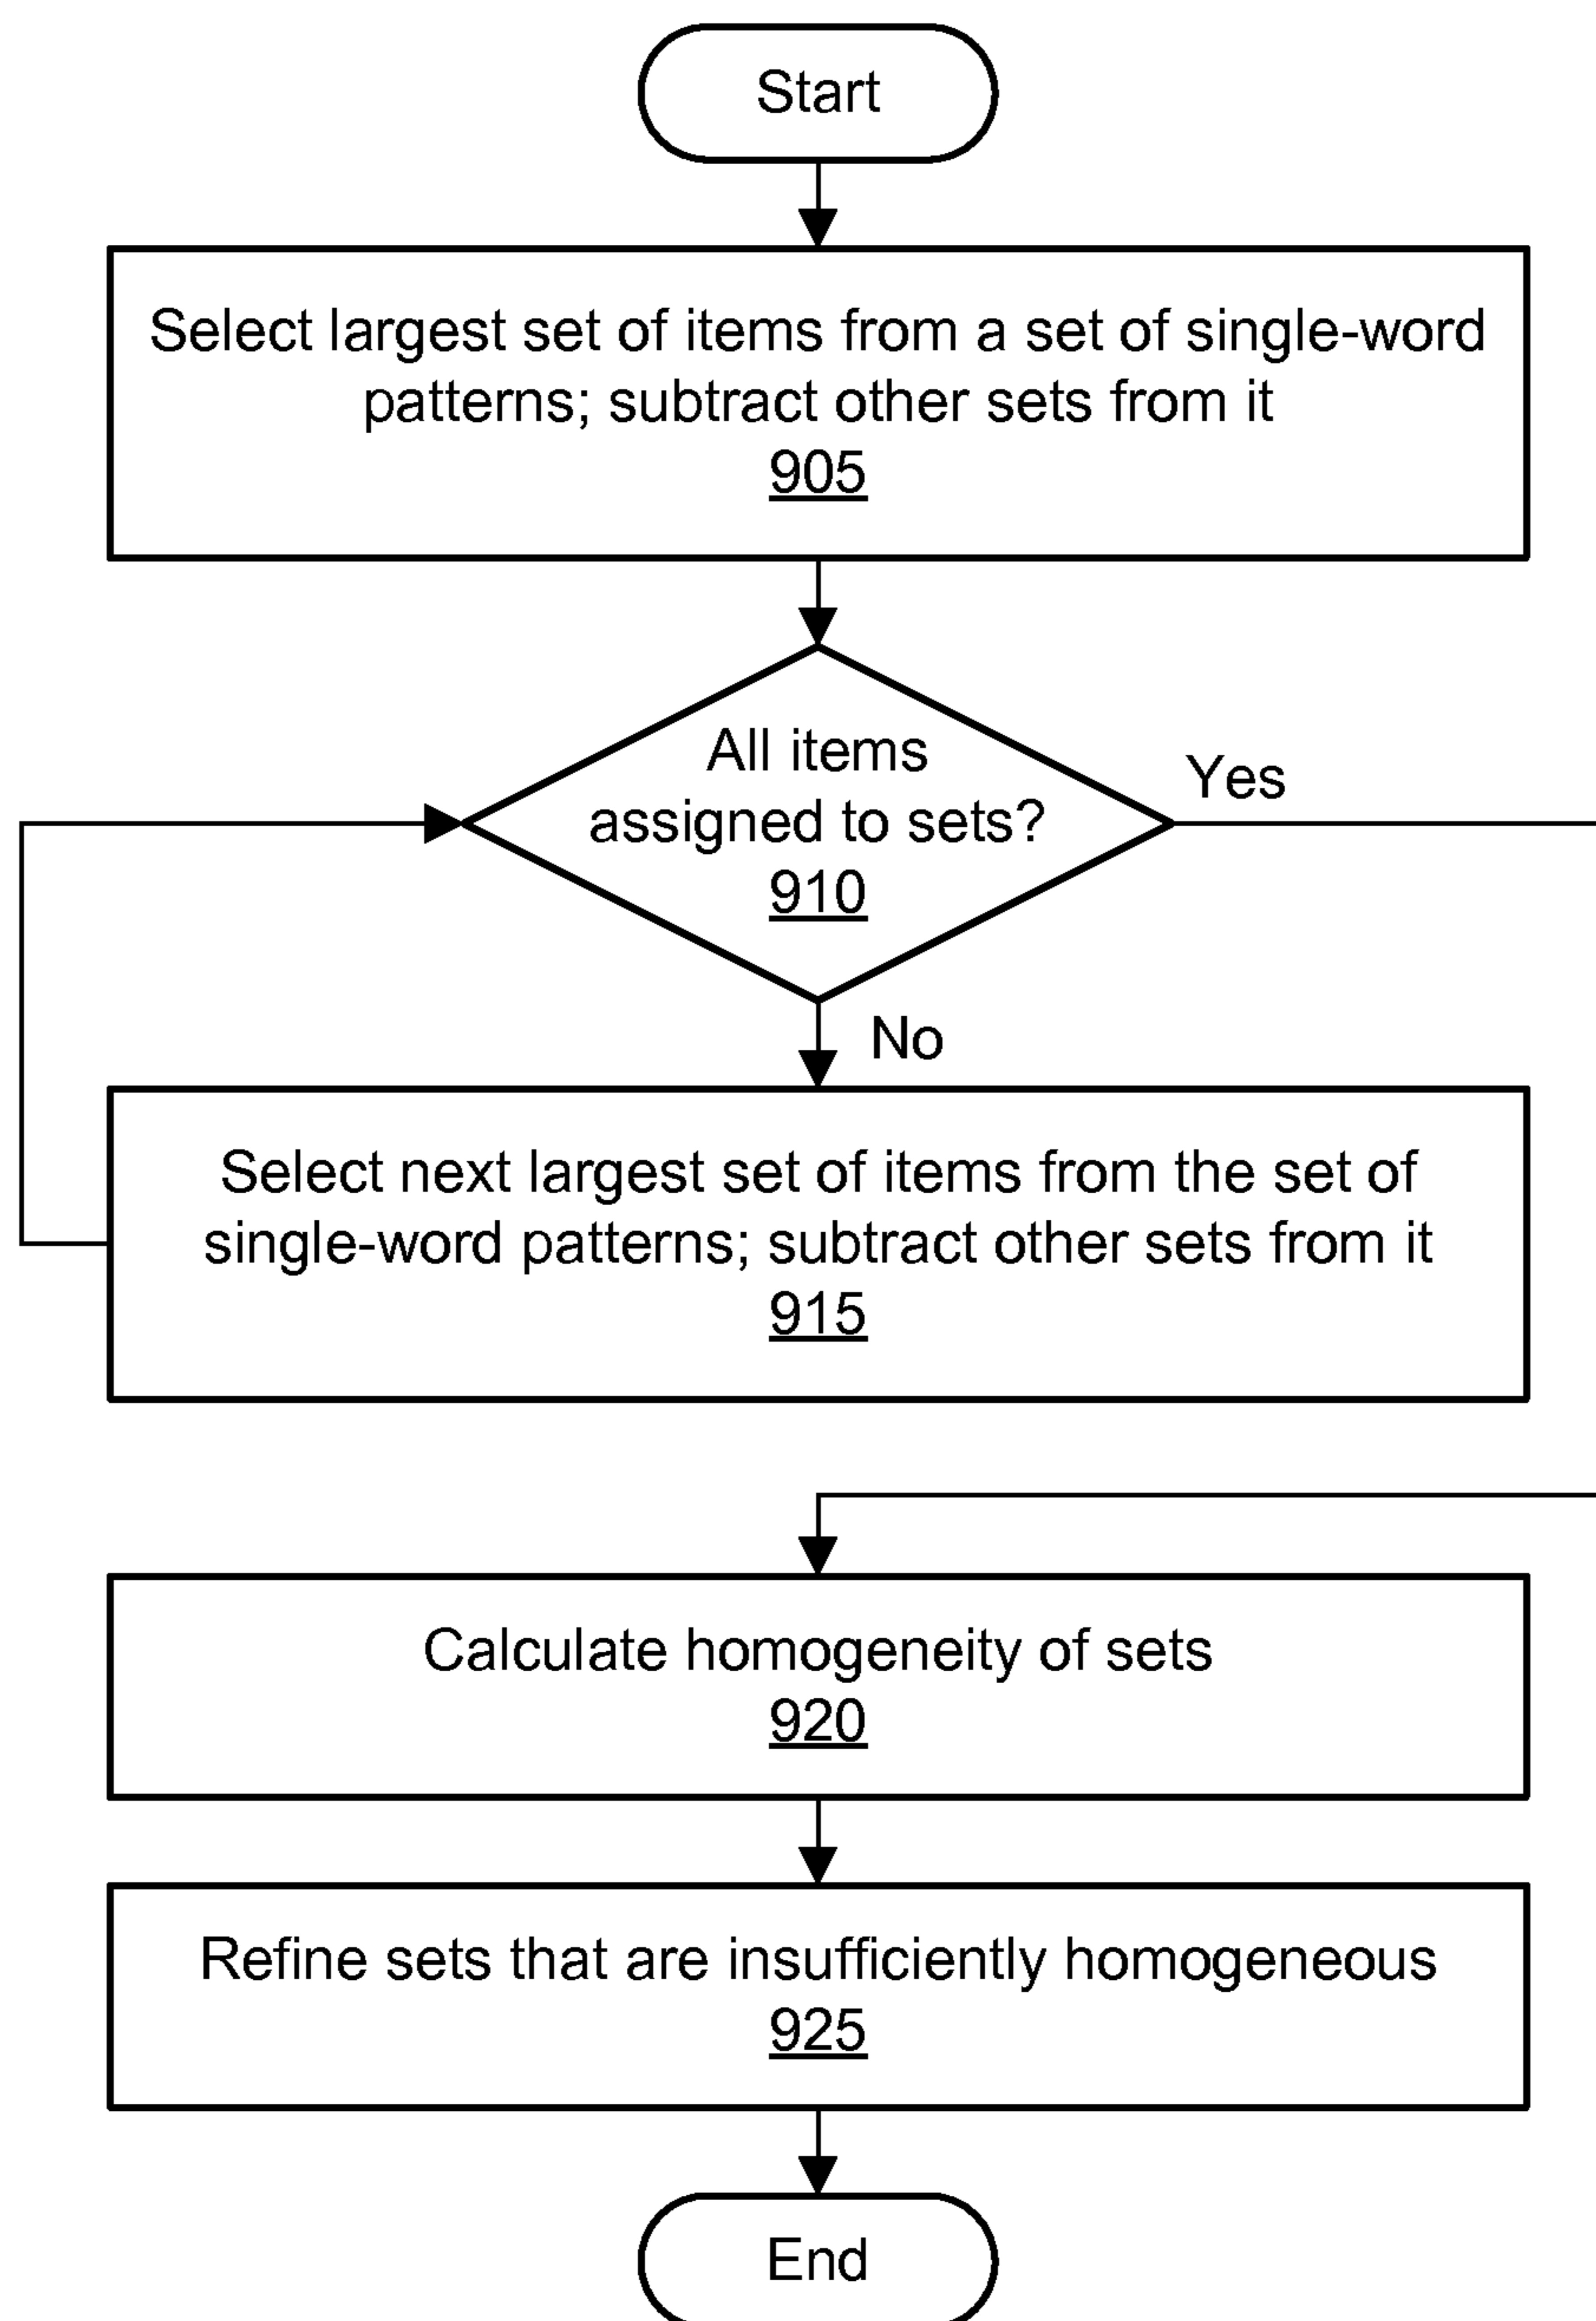 Start
Select largest set of items from a set of single-word
patterns; subtract other sets from it
905
All items
assigned to sets?
910
Yes
No
Select next largest set of items from the set of
single-word patterns; subtract other sets from it
915
Calculate homogeneity of sets
920
Refine sets that are insufficiently homogeneous
925
End